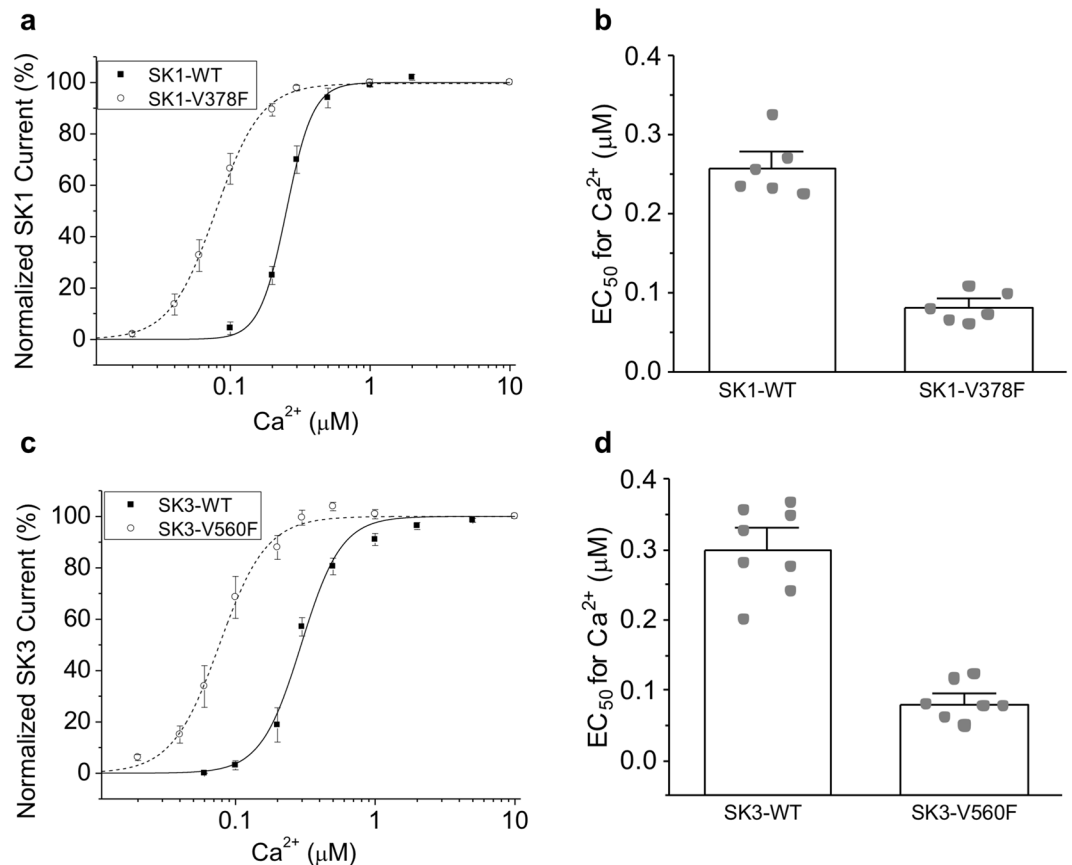 a
Normalized SK1 Current (%)
100
80
60
40
20
0
SK1-WT
SK1-V378F
0.1
1
10
Ca²⁺ (μM)
b
EC₅₀ for Ca²⁺ (μM)
0.4
0.3
0.2
0.1
0.0
SK1-WT
SK1-V378F
c
Normalized SK3 Current (%)
100
80
60
40
20
0
SK3-WT
SK3-V560F
0.1
1
10
Ca²⁺ (μM)
d
EC₅₀ for Ca²⁺ (μM)
0.4
0.3
0.2
0.1
0.0
SK3-WT
SK3-V560F